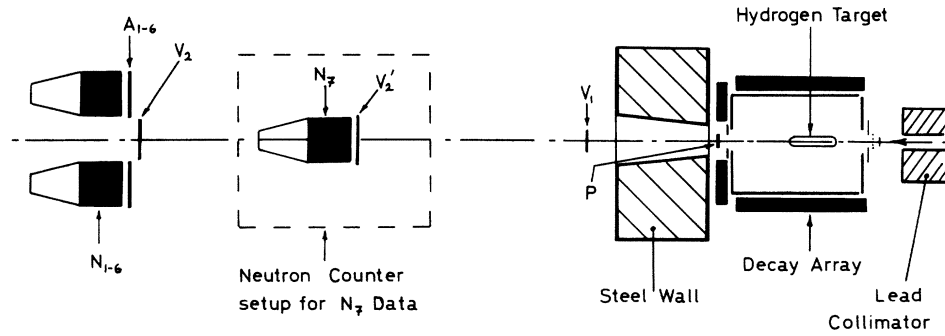 A₁₋₆
V₂
N₇
V₂'
V₁
Hydrogen Target
P
N₁₋₆
Neutron Counter
setup for N₇ Data
Steel Wall
Decay Array
Lead
Collimator